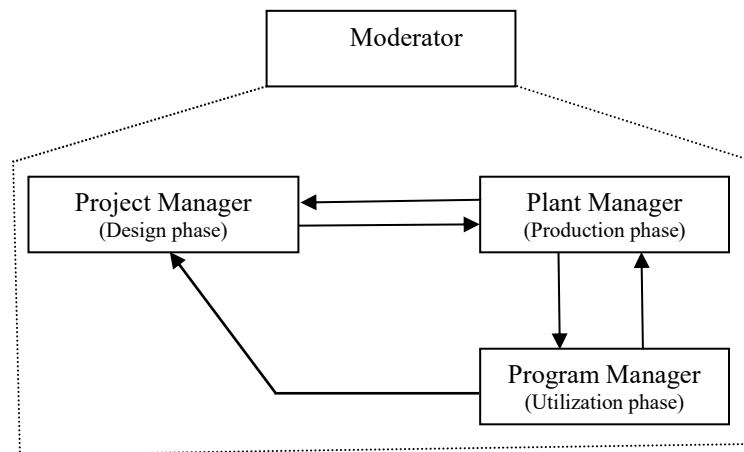 Moderator
Project Manager
(Design phase)
Plant Manager
(Production phase)
Program Manager
(Utilization phase)